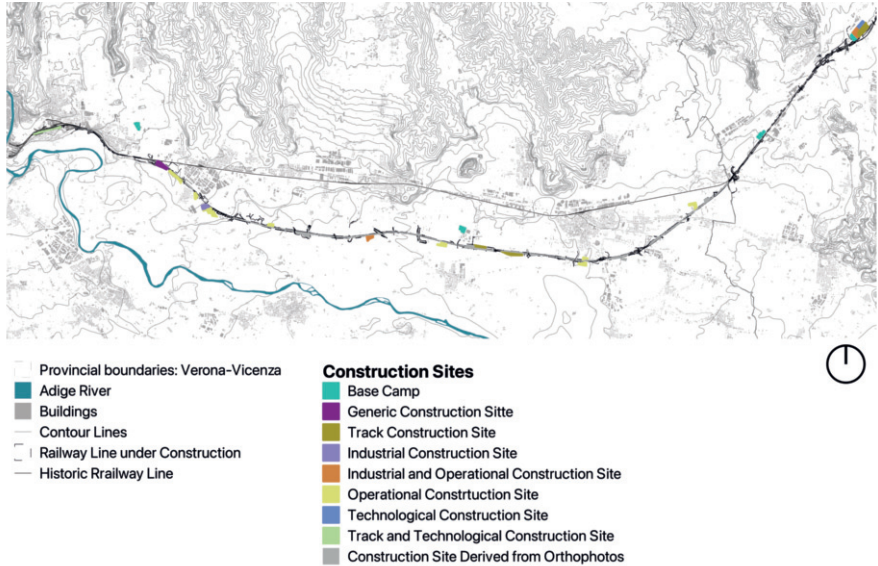 Provincial boundaries: Verona-Vicenza
Adige River
Buildings
Contour Lines
Railway Line under Construction
Historic Rrailway Line
Construction Sites
Base Camp
Generic Construction Sitte
Track Construction Site
Industrial Construction Site
Industrial and Operational Construction Site
Operational Constrtuction Site
Technological Construction Site
Track and Technological Construction Site
Construction Site Derived from Orthophotos